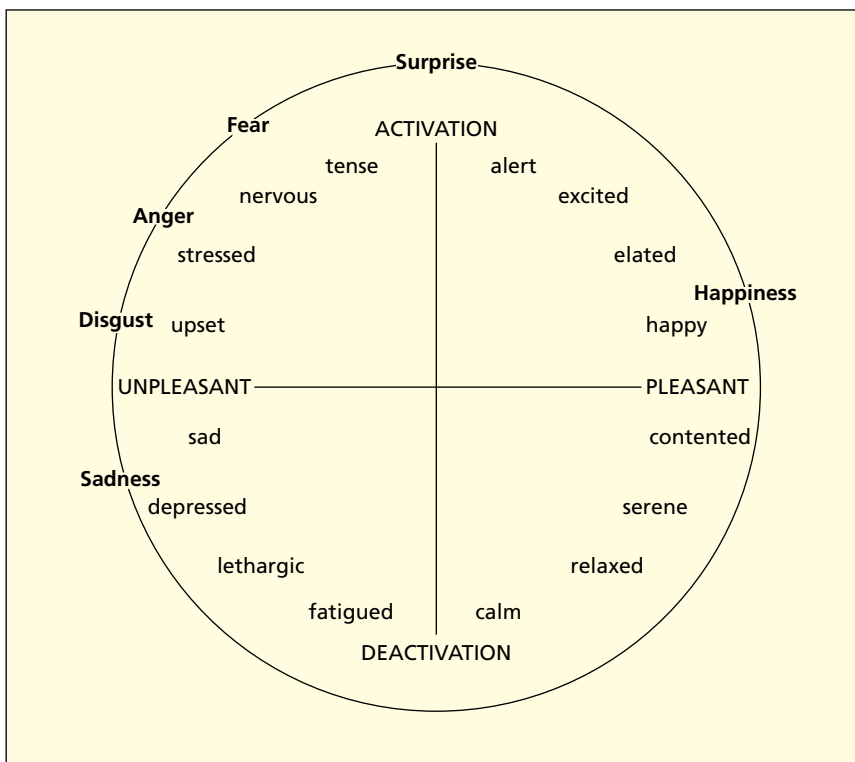 Surprise
Fear
ACTIVATION
tense
alert
nervous
excited
Anger
stressed
elated
Happiness
Disgust
upset
happy
UNPLEASANT
PLEASANT
sad
contented
Sadness
depressed
serene
lethargic
relaxed
fatigued
calm
DEACTIVATION